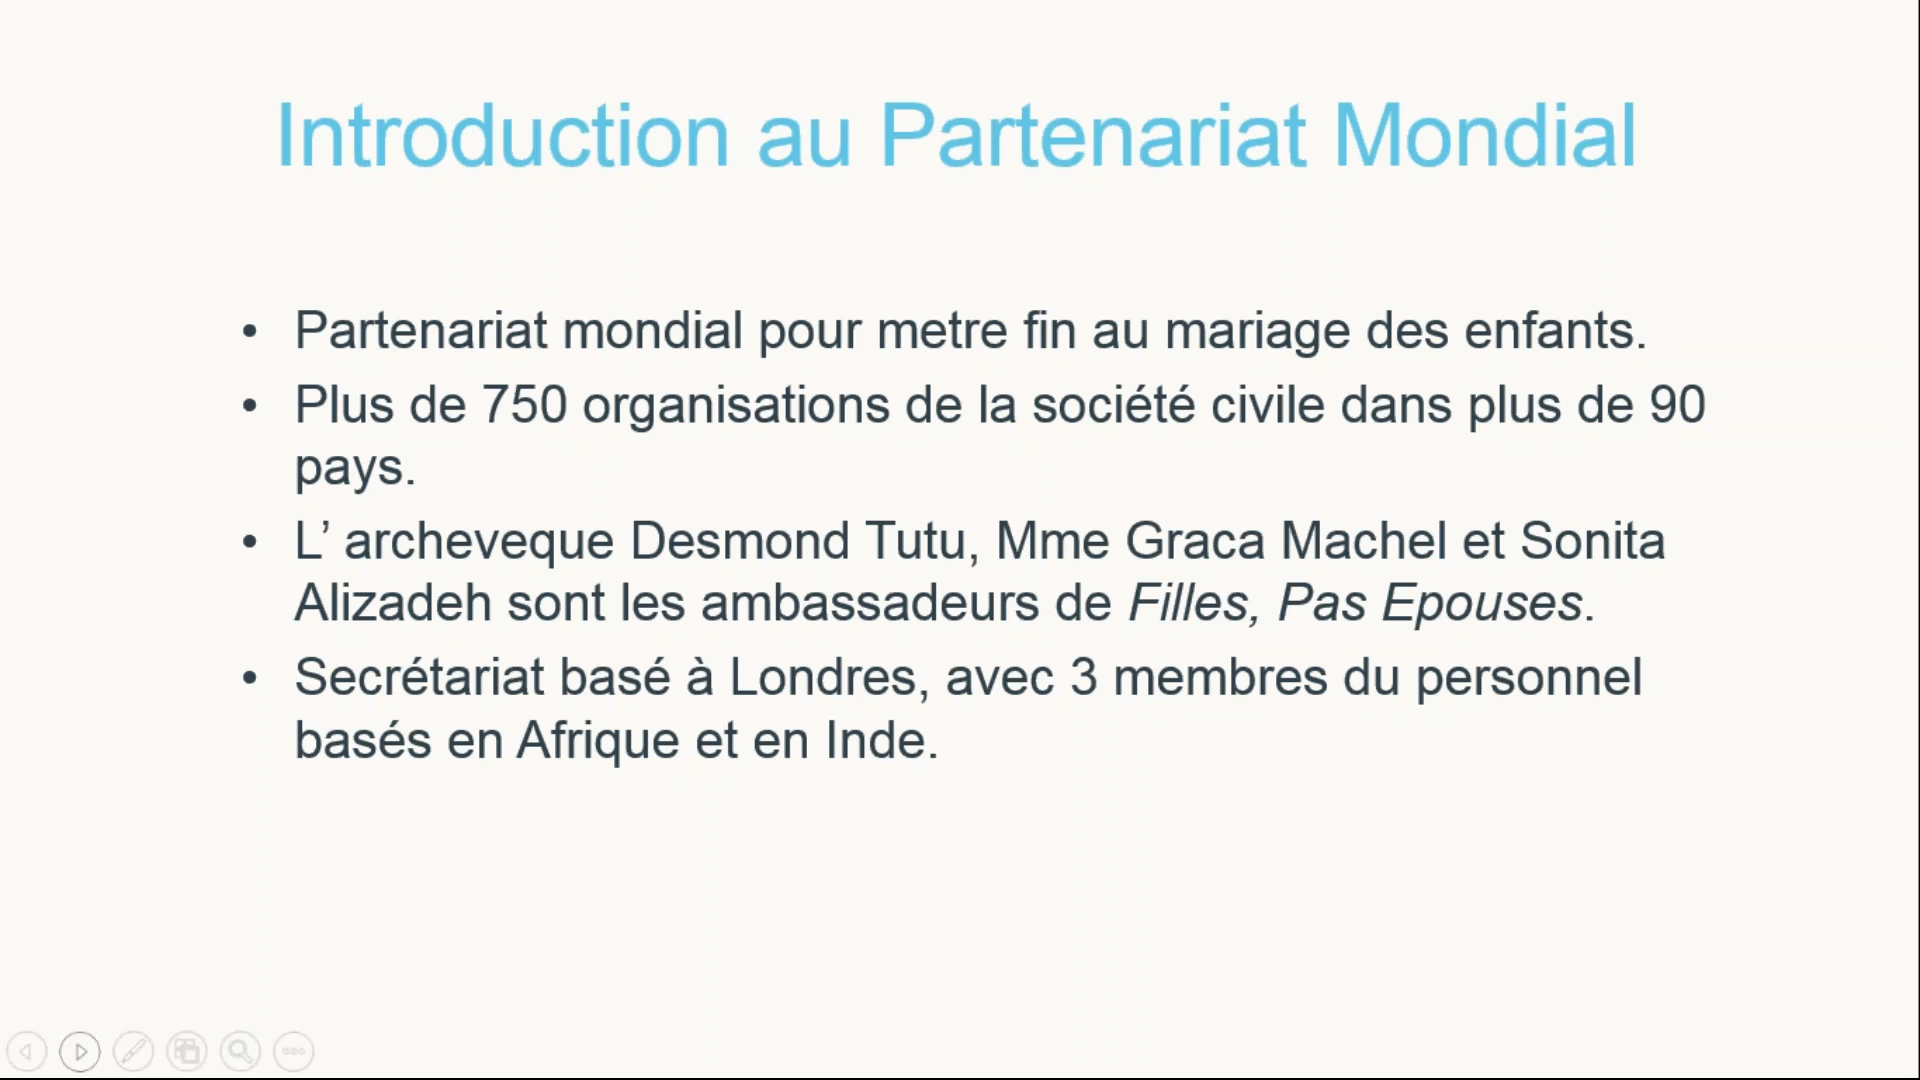 Introduction au Partenariat Mondial
• Partenariat mondial pour metre fin au mariage des enfants.
• Plus de 750 organisations de la société civile dans plus de 90
pays.
• L’ archeveque Desmond Tutu, Mme Graca Machel et Sonita
Alizadeh sont les ambassadeurs de Filles, Pas Epouses.
• Secrétariat basé à Londres, avec 3 membres du personnel
basés en Afrique et en Inde.